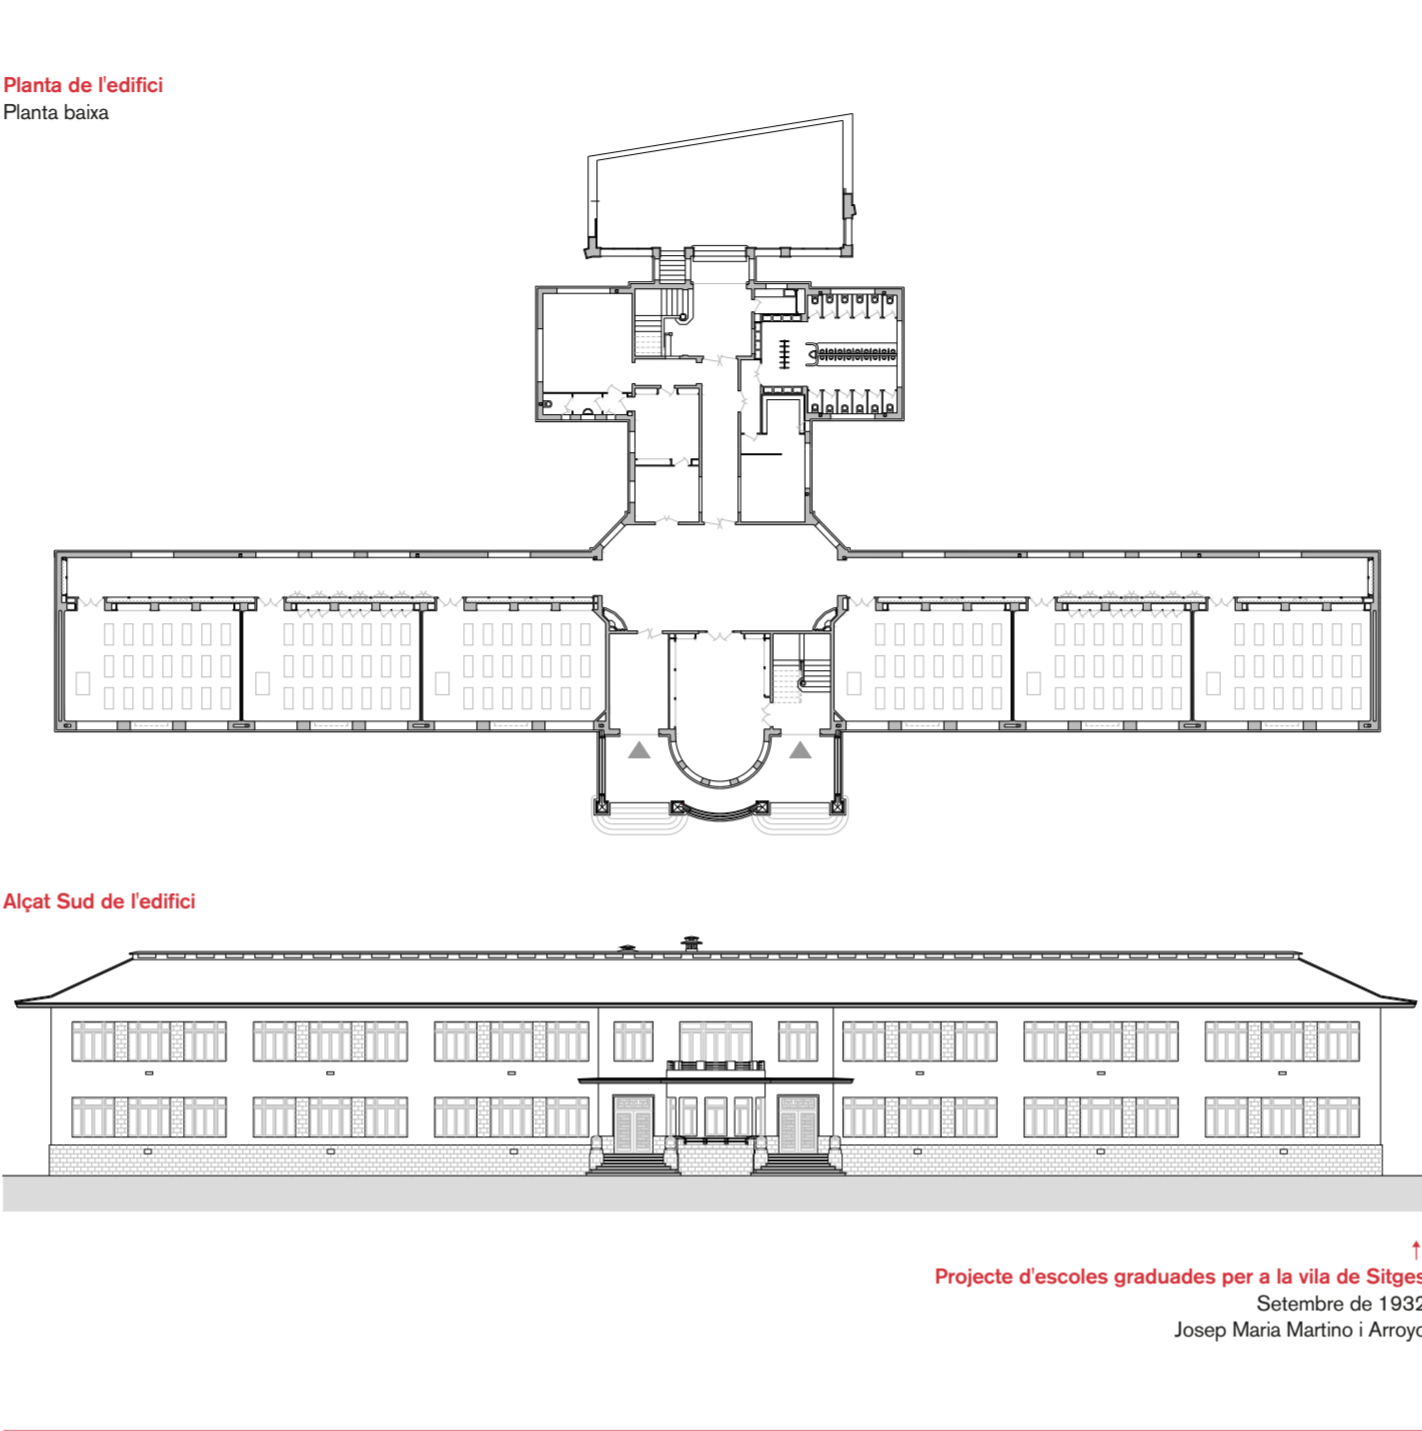 Planta de l'edifici
Planta baixa
Alçat Sud de l'edifici
Projecte d'escoles graduades per a la vila de Sitges
Setembre de 1932
Josep Maria Martino i Arroyo